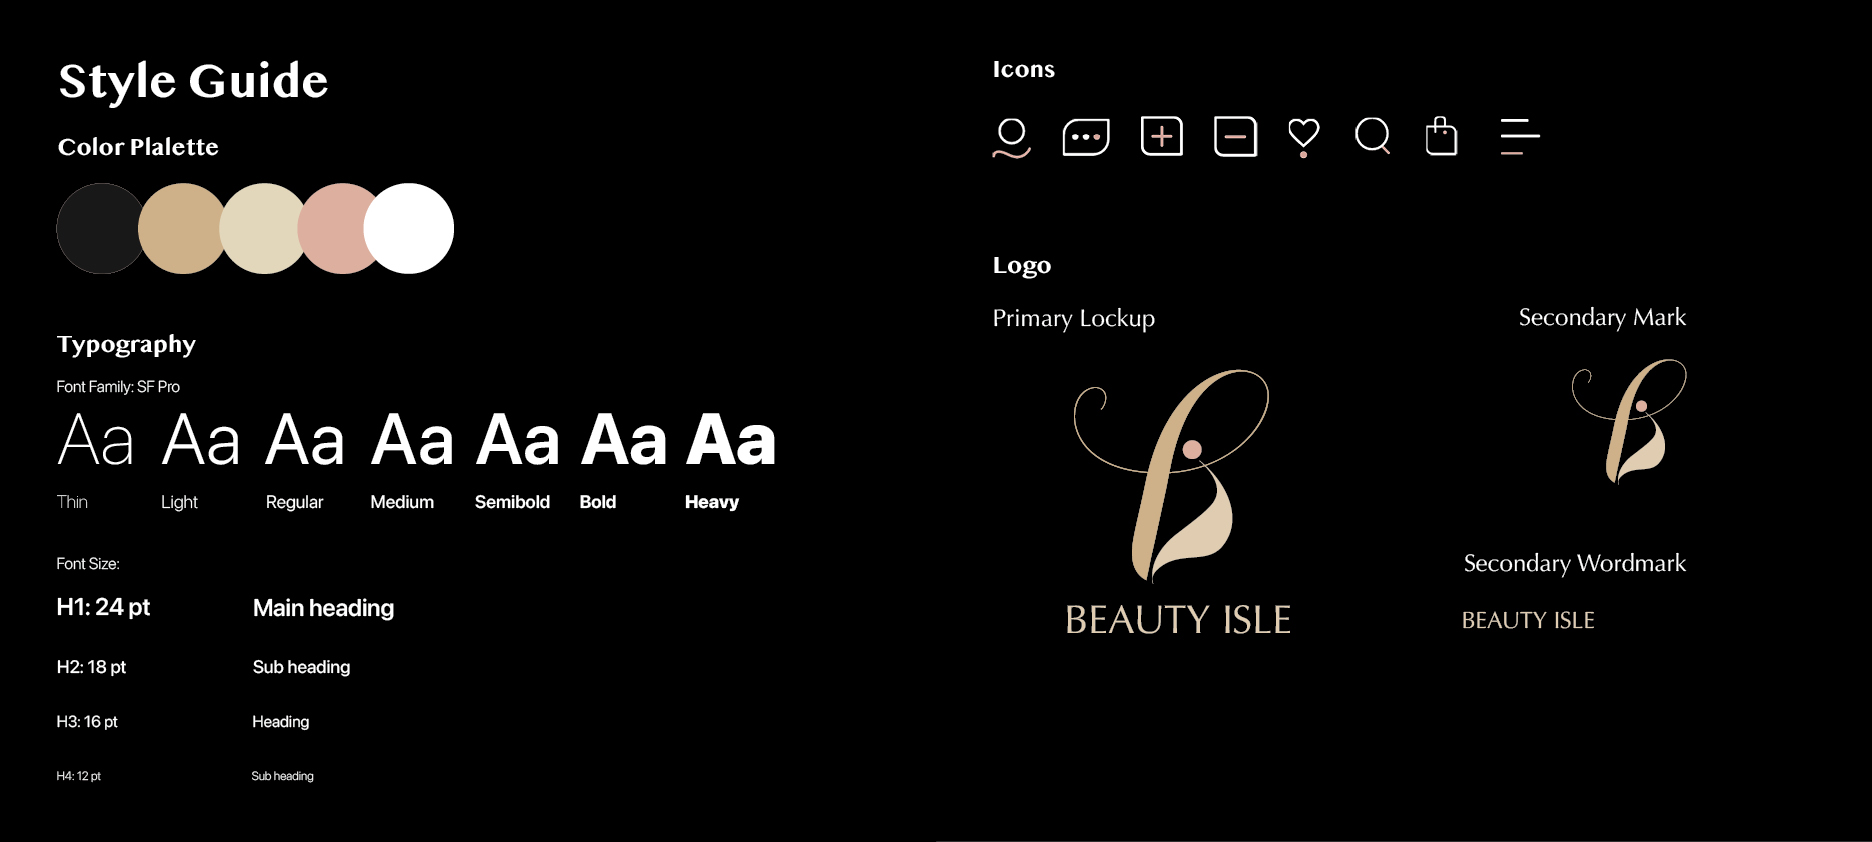 Style Guide
Color Plalette
Typography
Font Family: SF Pro
Aa Aa Aa Aa Aa Aa Aa
Thin Light Regular Medium Semibold Bold Heavy
Font Size:
H1: 24 pt Main heading
H2: 18 pt Sub heading
H3: 16 pt Heading
H4: 12 pt Sub heading
Icons
Logo
Primary Lockup
BEAUTY ISLE
Secondary Mark
Secondary Wordmark
BEAUTY ISLE